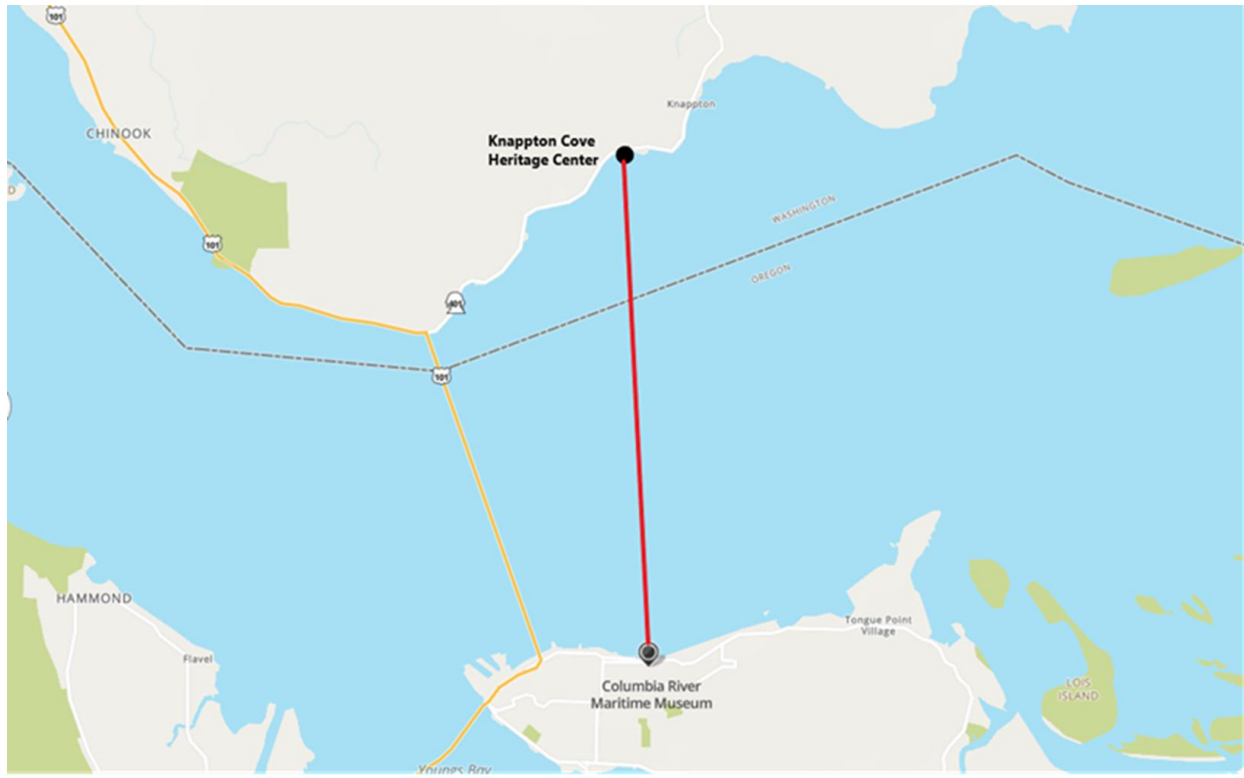 101
Knappton
CHINOOK
Knappton Cove
Heritage Center
WASHINGTON
101
OREGON
401
101
HAMMOND
Tongue Point
Village
Flavel
Columbia River
Maritime Museum
LOIS
ISLAND
Youngs Bay